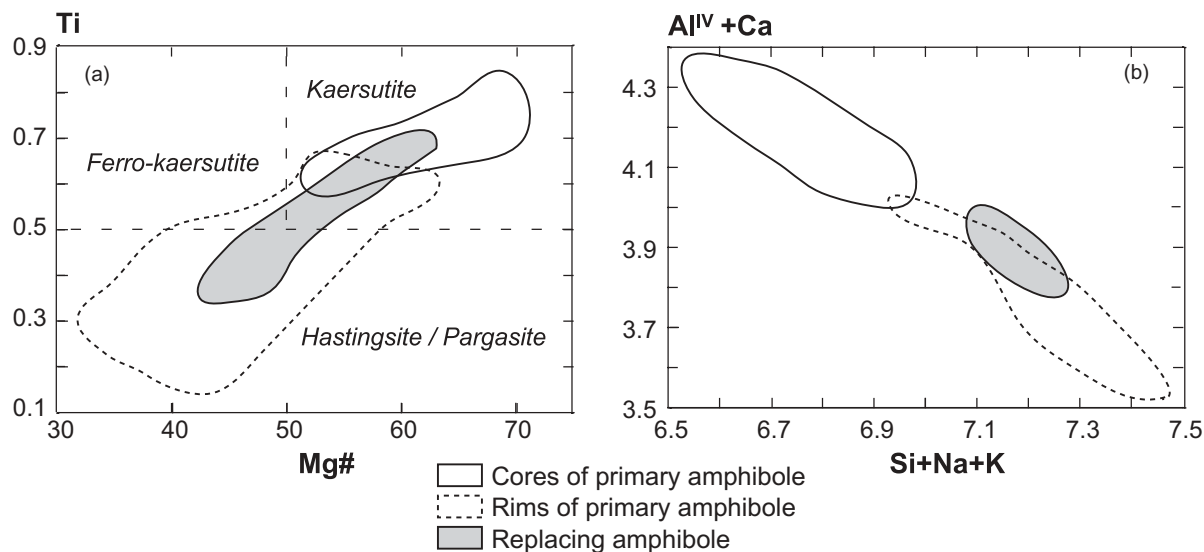 Ti
0.9
0.7
0.5
0.3
0.1
(a)
Kaersutite
Ferro-kaersutite
Hastingsite / Pargasite
30 40 50 60 70
Mg#
Al^IV +Ca
4.3
4.1
3.9
3.7
3.5
(b)
6.5 6.7 6.9 7.1 7.3 7.5
Si+Na+K
Cores of primary amphibole
Rims of primary amphibole
Replacing amphibole